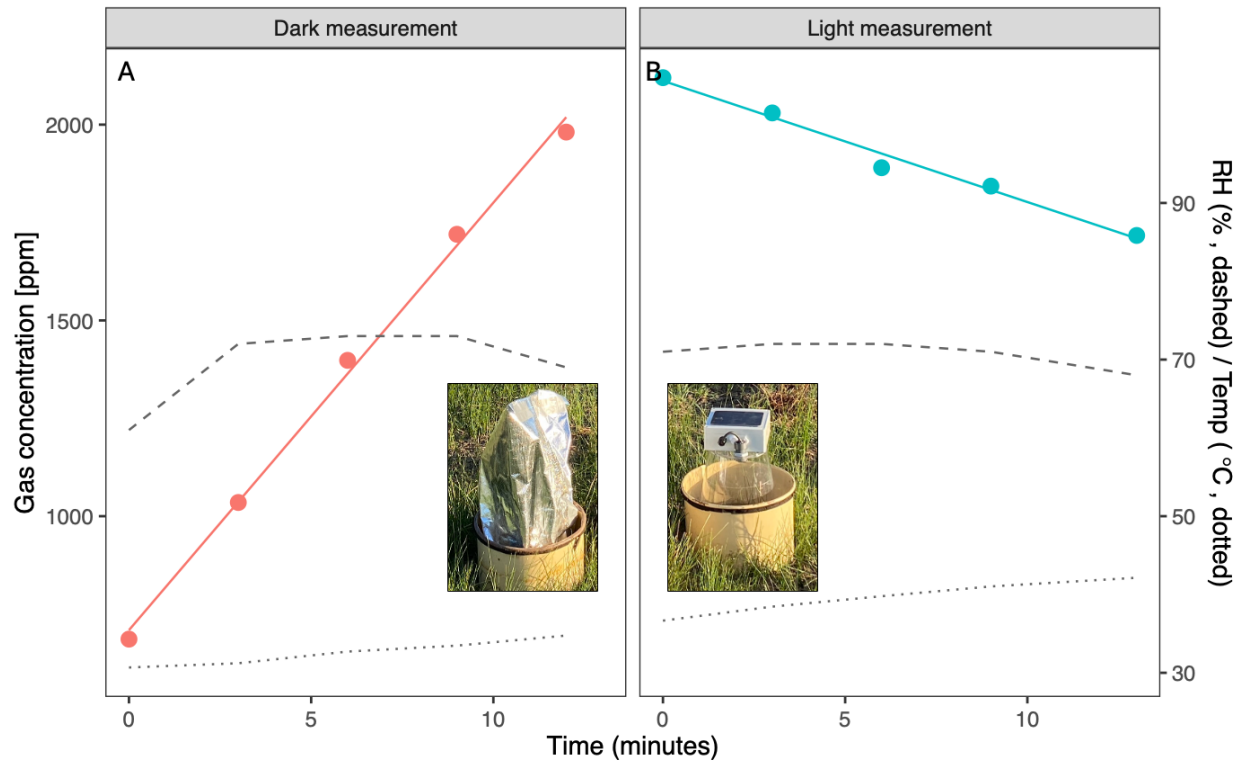 Dark measurement
Light measurement
A
B
2000
1500
1000
Gas concentration [ppm]
90
70
50
30
RH (% , dashed) / Temp ( °C , dotted)
0
5
10
0
5
10
Time (minutes)